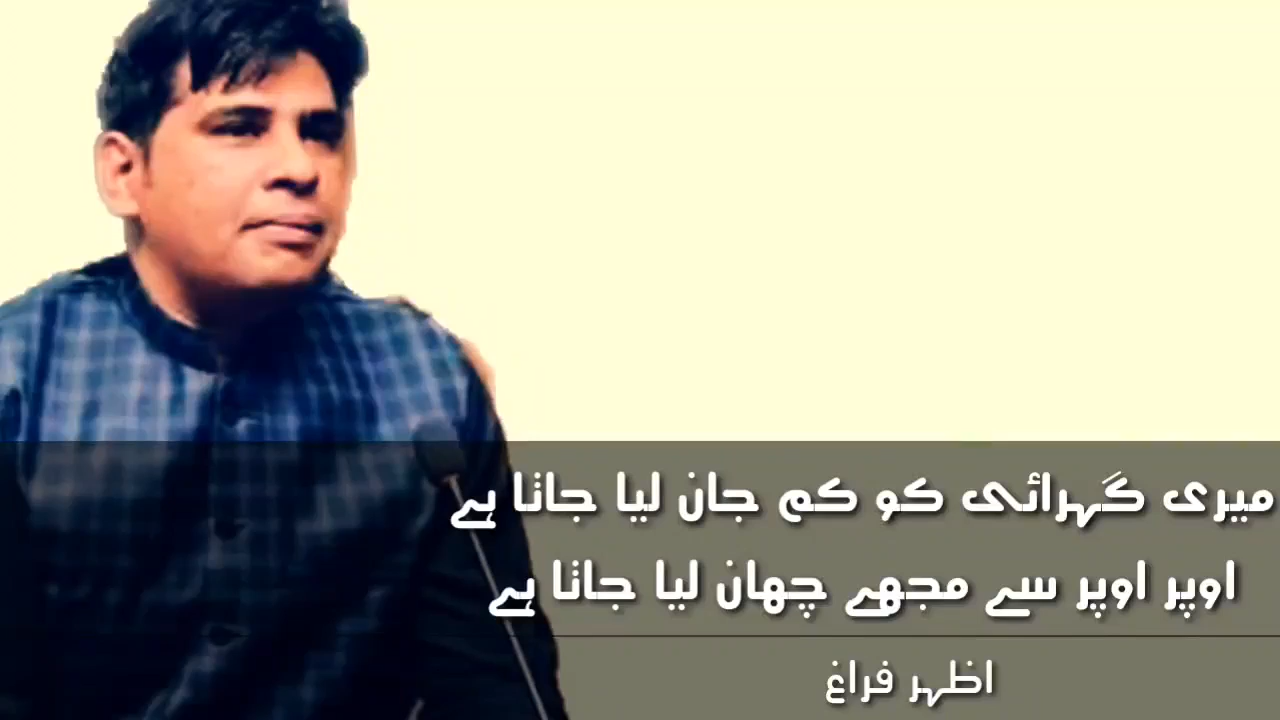 میری گہرائی کو کم جان لیا جاتا ہے
اوپر اوپر سے مجھے چھان لیا جاتا ہے
اظہر فراغ